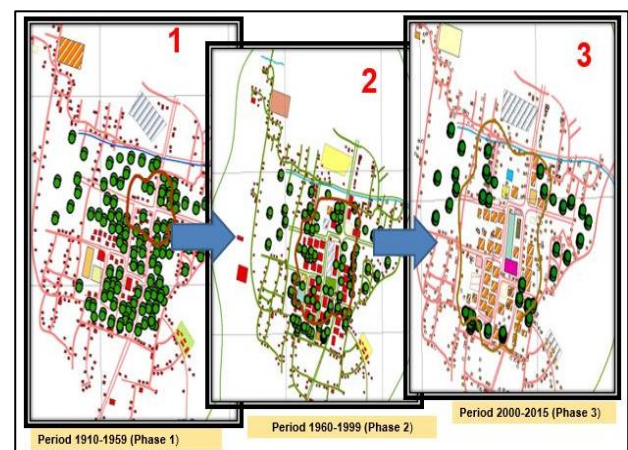 1
2
3
Period 1910-1959 (Phase 1)
Period 1960-1999 (Phase 2)
Period 2000-2015 (Phase 3)